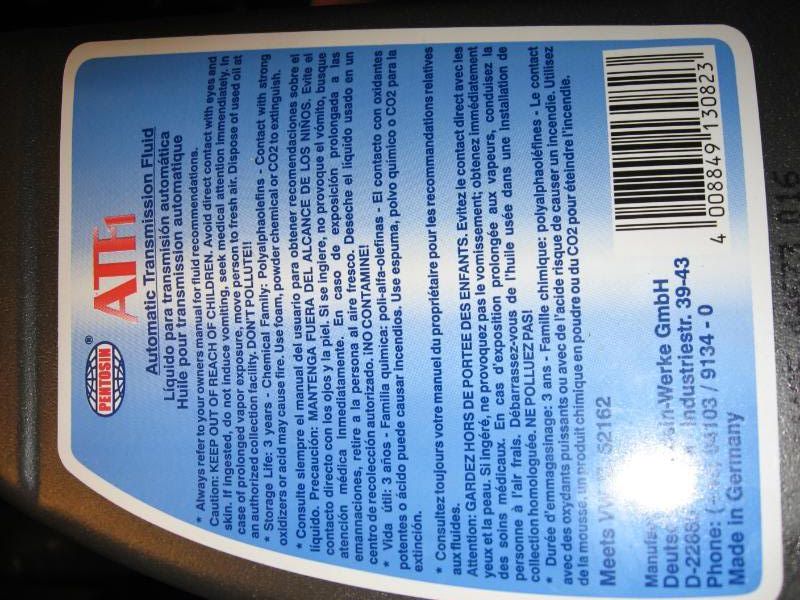 PENTOSIN ®
ATF1
Automatic Transmission Fluid
Líquido para transmisión automática
Huile pour transmission automatique
* Always refer to your owners manual for fluid recommendations.
Caution: KEEP OUT OF REACH OF CHILDREN. Avoid direct contact with eyes and
skin. If ingested, do not induce vomiting, seek medical attention immediately. In
case of prolonged vapor exposure, move person to fresh air. Dispose of used oil at
an authorized collection facility. DON'T POLLUTE!!
* Storage Life: 3 years - Chemical Family: Polyalphaolefins - Contact with strong
oxidizers or acid may cause fire. Use foam, powder chemical or CO2 to extinguish.
* Consulte siempre el manual del usuario para obtener recomendaciones sobre el
líquido. Precaución: MANTENGA FUERA DEL ALCANCE DE LOS NIÑOS. Evite el
contacto directo con los ojos y la piel. Si se ingiere, no provoque el vómito, busque
atención médica immediatamente. En caso de exposición prolongada a las
emannaciones, retire a la persona al aire fresco. Deseche el líquido usado en un
centro de recolección autorizado. ¡NO CONTAMINE!
* Vida útil: 3 años - Familia química: poli-alfa-olefinas - El contacto con oxidantes
potentes o ácido puede causar incendios. Use espuma, polvo químico o CO2 para la
extinción.
* Consultez toujours votre manuel du propriétaire pour les recommandations relatives
aux fluides.
Attention: GARDEZ HORS DE PORTEE DES ENFANTS. Evitez le contact direct avec les
yeux et la peau. Si ingéré, ne provoquez pas le vomissement; obtenez immédiatement
des soins médicaux. En cas d'exposition prolongée aux vapeurs, conduisez la
personne à l'air frais. Débarrassez-vous de l'huile usée dans une installation de
collection homologuée. NE POLLUEZ PAS!
* Durée d'emmagasinage: 3 ans - Famille chimique: polyalphaoléfines - Le contact
avec des oxydants puissants ou avec de l'acide risque de causer un incendie. Utilisez
de la mousse, un produit chimique en poudre ou du CO2 pour éteindre l'incendie.
Meets 52162
Deutsc sin-Werke GmbH
Industriestr. 39-43
D-22
Phone: 04103 / 9134 - 0
Made in Germany
4 008849 130823
016